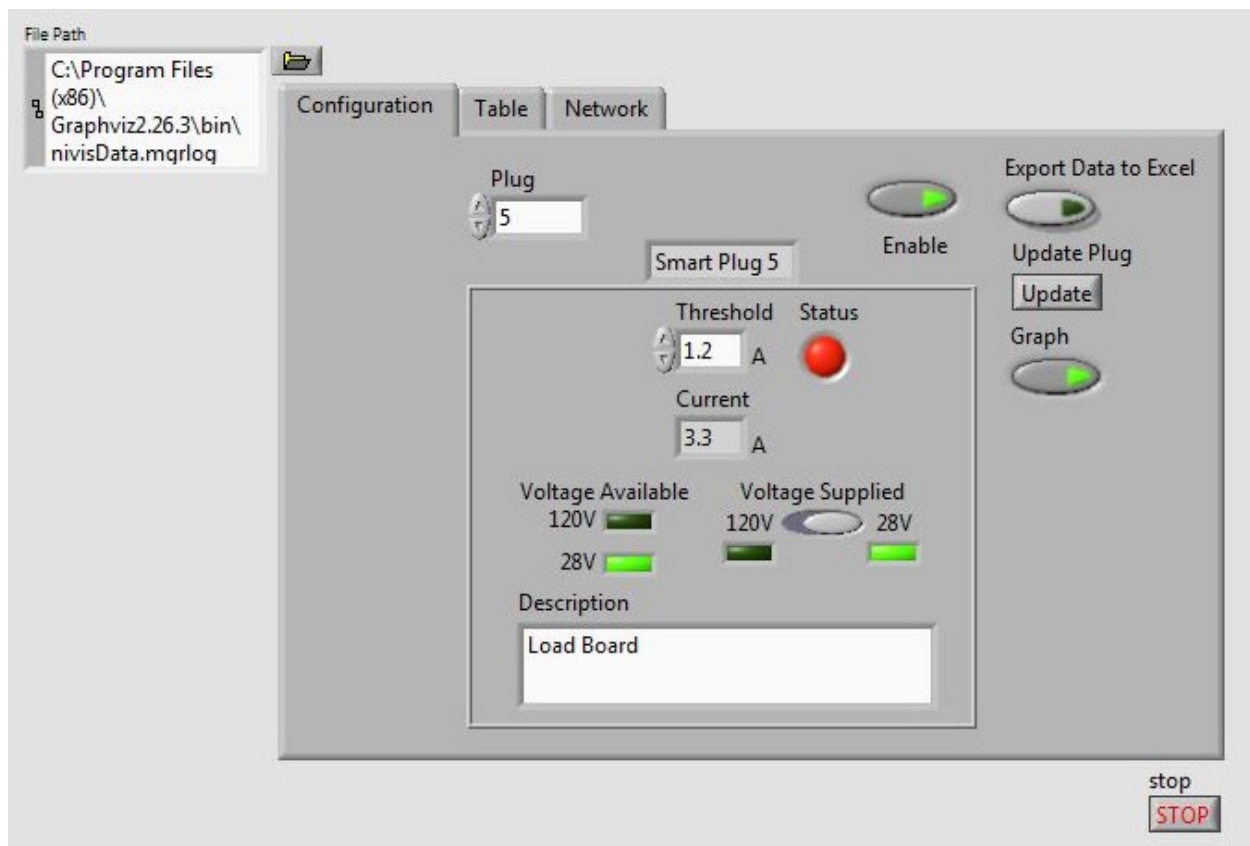 File Path
C:\Program Files
(x86)\
Graphviz2.26.3\bin\
nivisData.mgrlog
Configuration
Table
Network
Plug
5
Enable
Export Data to Excel
Smart Plug 5
Update Plug
Update
Graph
Threshold
Status
1.2
A
Current
3.3
A
Voltage Available
120V
28V
Voltage Supplied
120V
28V
Description
Load Board
stop
STOP